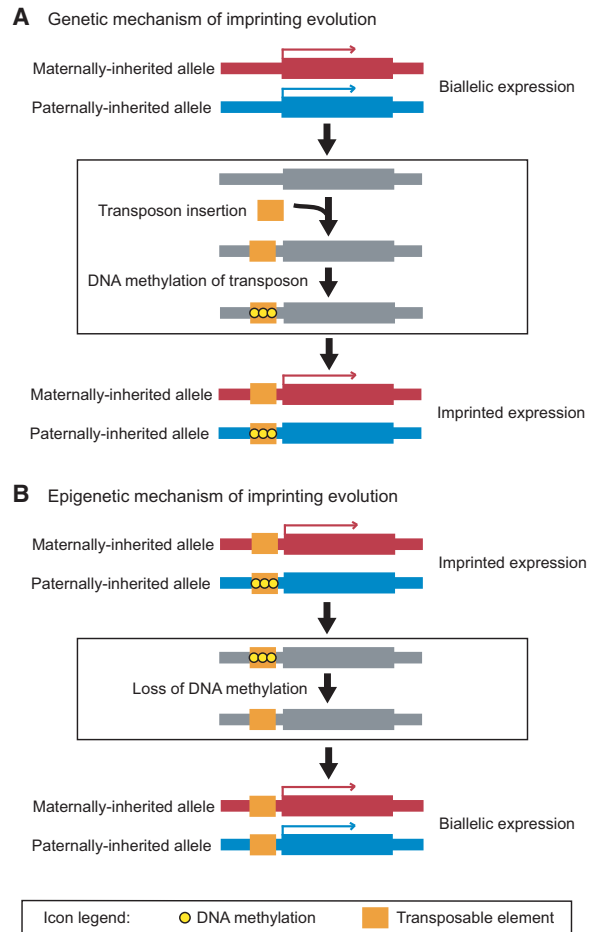 A Genetic mechanism of imprinting evolution
Maternally-inherited allele
Biallelic expression
Paternally-inherited allele
Transposon insertion
DNA methylation of transposon
Maternally-inherited allele
Imprinted expression
Paternally-inherited allele
B Epigenetic mechanism of imprinting evolution
Maternally-inherited allele
Imprinted expression
Paternally-inherited allele
Loss of DNA methylation
Maternally-inherited allele
Biallelic expression
Paternally-inherited allele
Icon legend: DNA methylation Transposable element